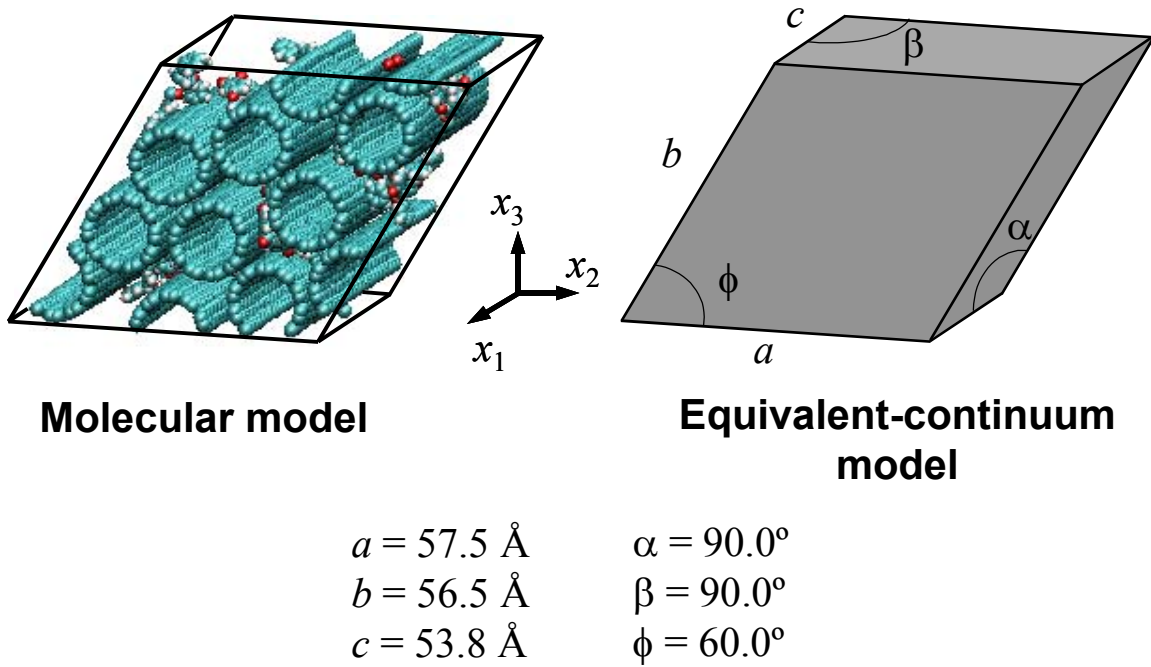 c
β
b
α
ϕ
a
x3
x2
x1
Molecular model
Equivalent-continuum
model
a = 57.5 Å α = 90.0º
b = 56.5 Å β = 90.0º
c = 53.8 Å ϕ = 60.0º